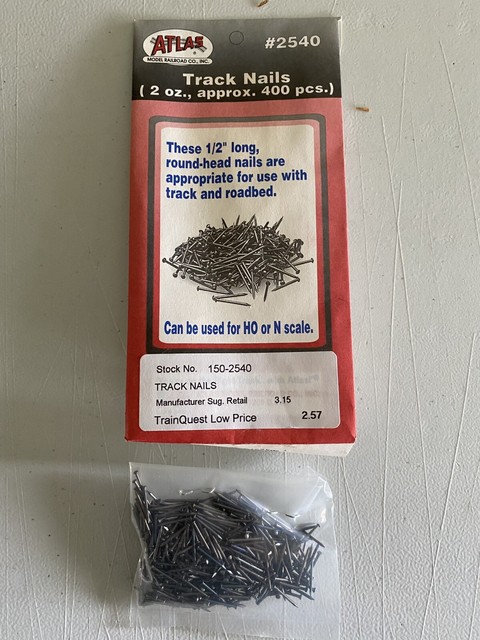 ATLAS
MODEL RAILROAD CO., INC.
#2540
Track Nails
( 2 oz., approx. 400 pcs.)
These 1/2" long,
round-head nails are
appropriate for use with
track and roadbed.
Can be used for HO or N scale.
Stock No. 150-2540
TRACK NAILS
Manufacturer Sug. Retail 3.15
TrainQuest Low Price 2.57